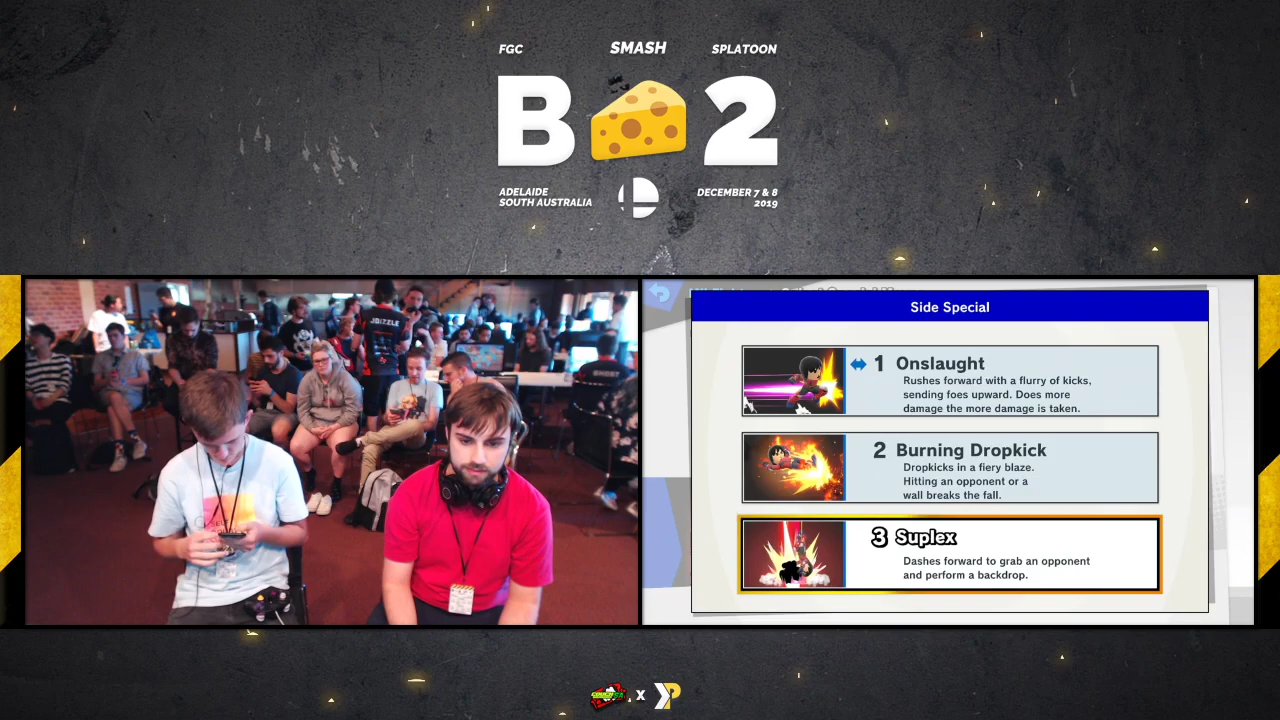 FGC
SMASH
SPLATOON
B 2
ADELAIDE
SOUTH AUSTRALIA
DECEMBER 7 & 8
2019
JBIZZLE
Side Special
1 Onslaught
Rushes forward with a flurry of kicks,
sending foes upward. Does more
damage the more damage is taken.
2 Burning Dropkick
Dropkicks in a fiery blaze.
Hitting an opponent or a
wall breaks the fall.
3 Suplex
Dashes forward to grab an opponent
and perform a backdrop.
X